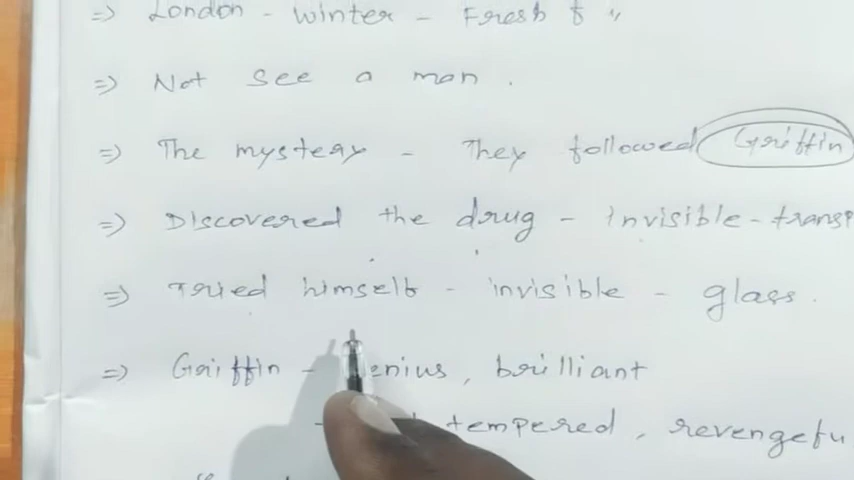 ⇒ London - winter - Fresh f "
⇒ Not see a man.
⇒ The mystery - They followed Griffin
⇒ Discovered the drug - invisible - transp
⇒ Tried himself - invisible - glass.
⇒ Griffin - Genius, brilliant
- tempered, revengefu